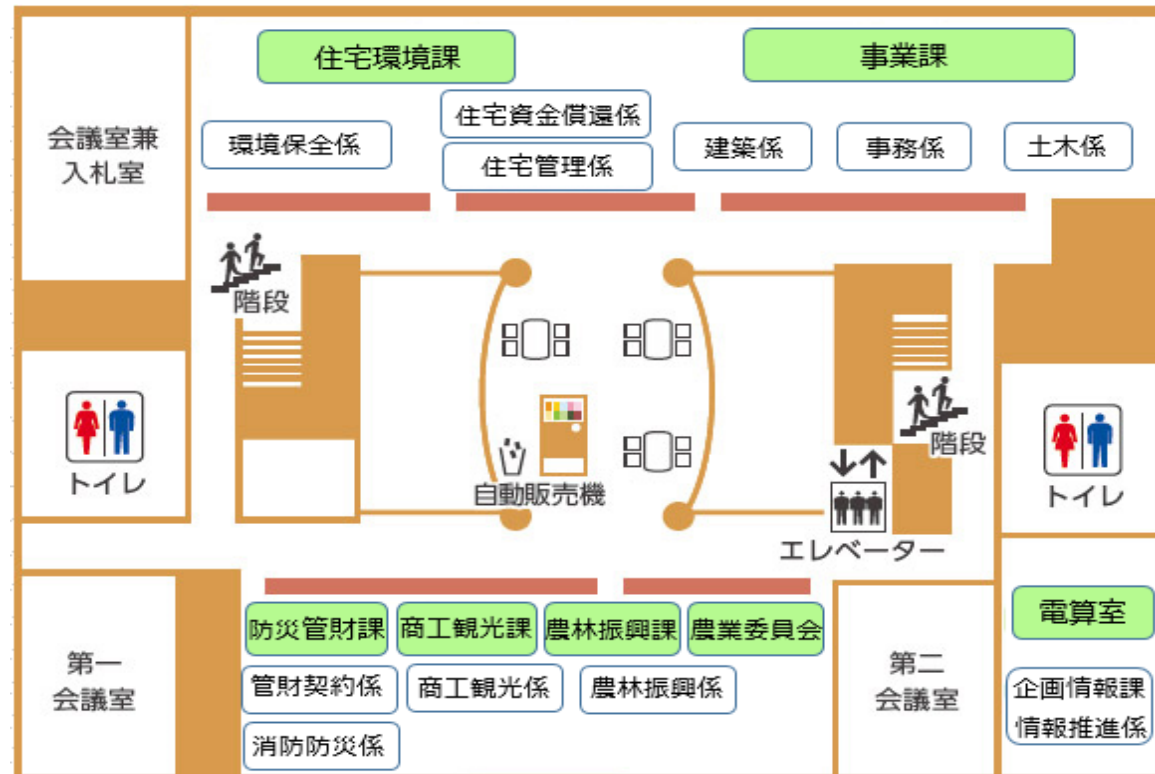 住宅環境課
事業課
会議室兼
入札室
環境保全係
住宅資金償還係
住宅管理係
建築係
事務係
土木係
階段
トイレ
自動販売機
階段
エレベーター
トイレ
防災管財課
商工観光課
農林振興課
農業委員会
電算室
第一
会議室
管財契約係
商工観光係
農林振興係
消防防災係
第二
会議室
企画情報課
情報推進係